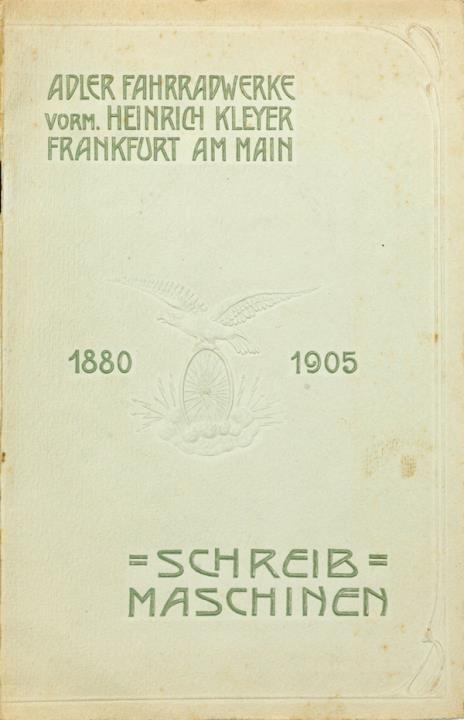 ADLER FAHRRADWERKE
VORM. HEINRICH KLEYER
FRANKFURT AM MAIN
1880 1905
=SCHREIB=
MASCHINEN